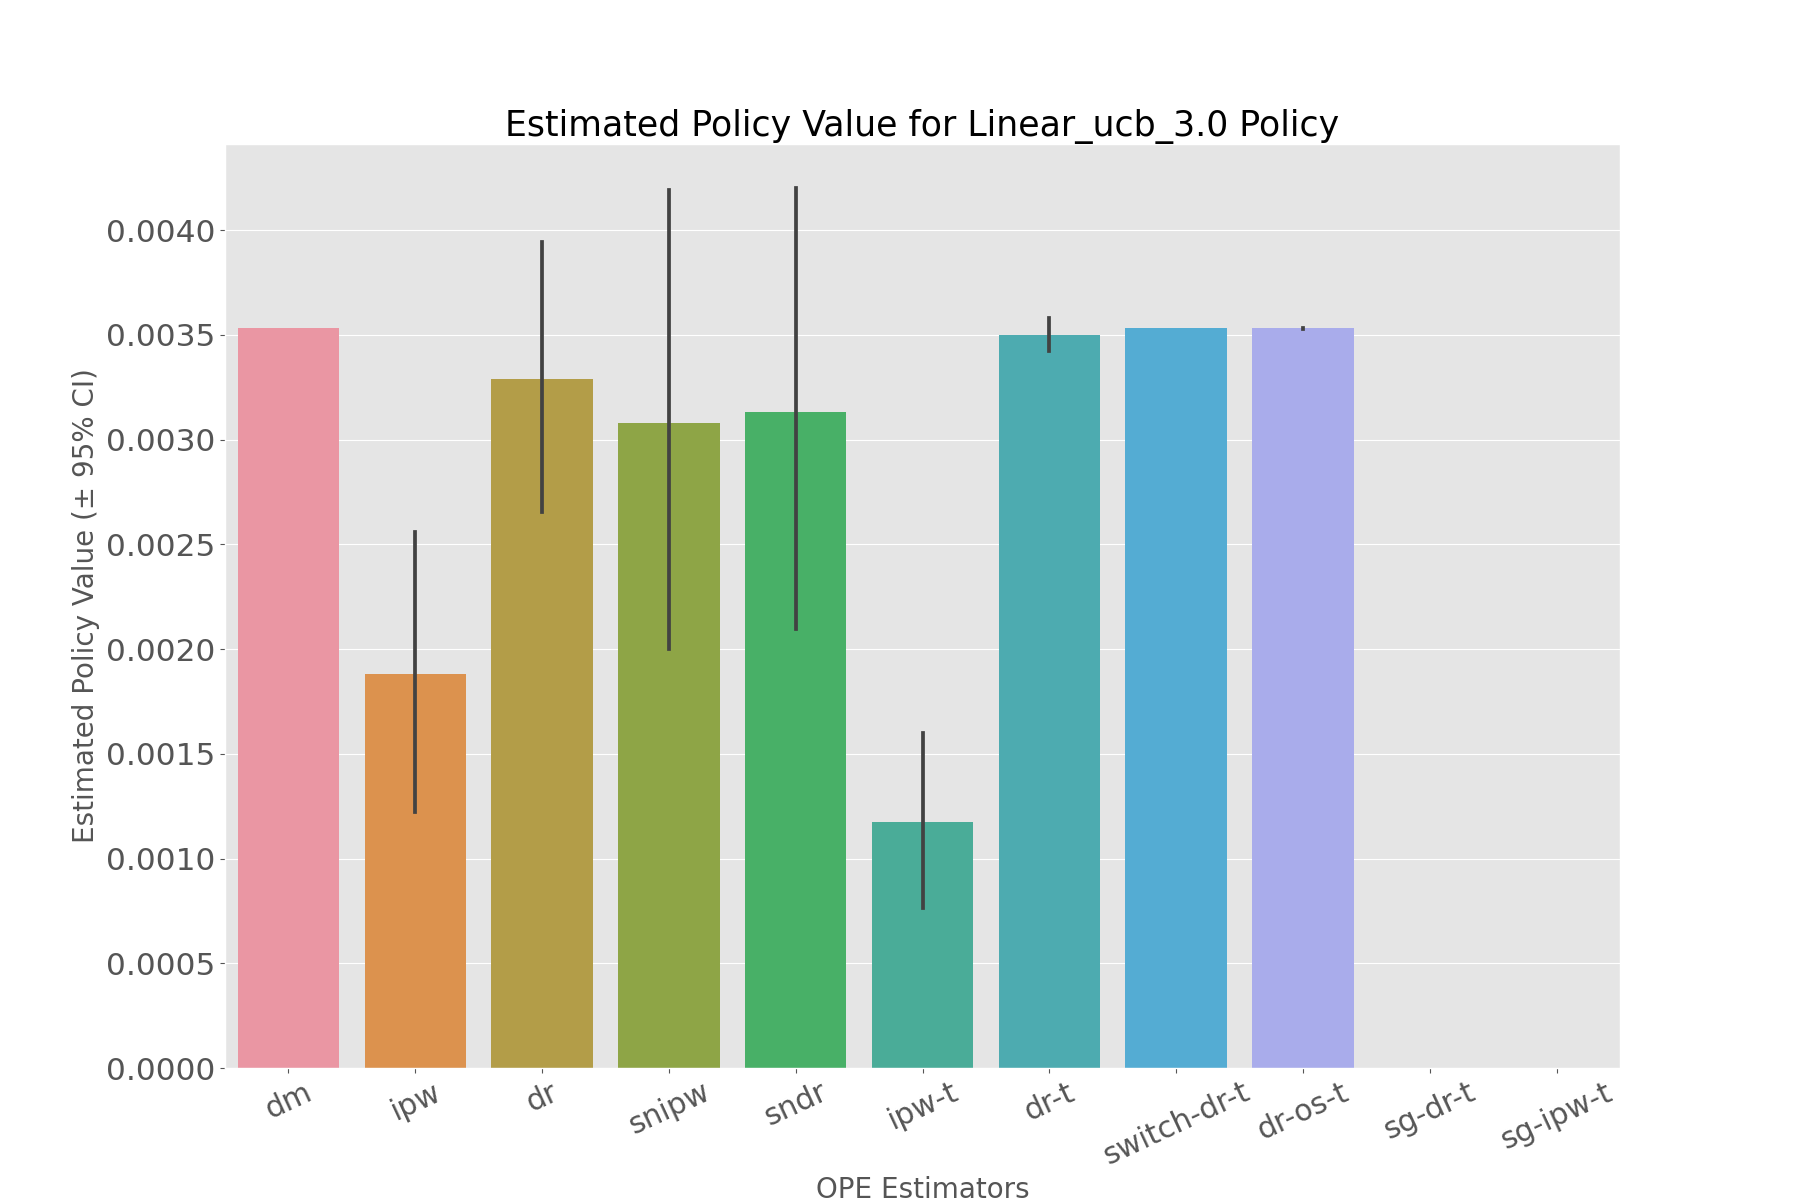 Estimated Policy Value for Linear_ucb_3.0 Policy
Estimated Policy Value (± 95% CI)
0.0040
0.0035
0.0030
0.0025
0.0020
0.0015
0.0010
0.0005
0.0000
dm
ipw
dr
snipw
sndr
ipw-t
dr-t
switch-dr-t
dr-os-t
sg-dr-t
sg-ipw-t
OPE Estimators